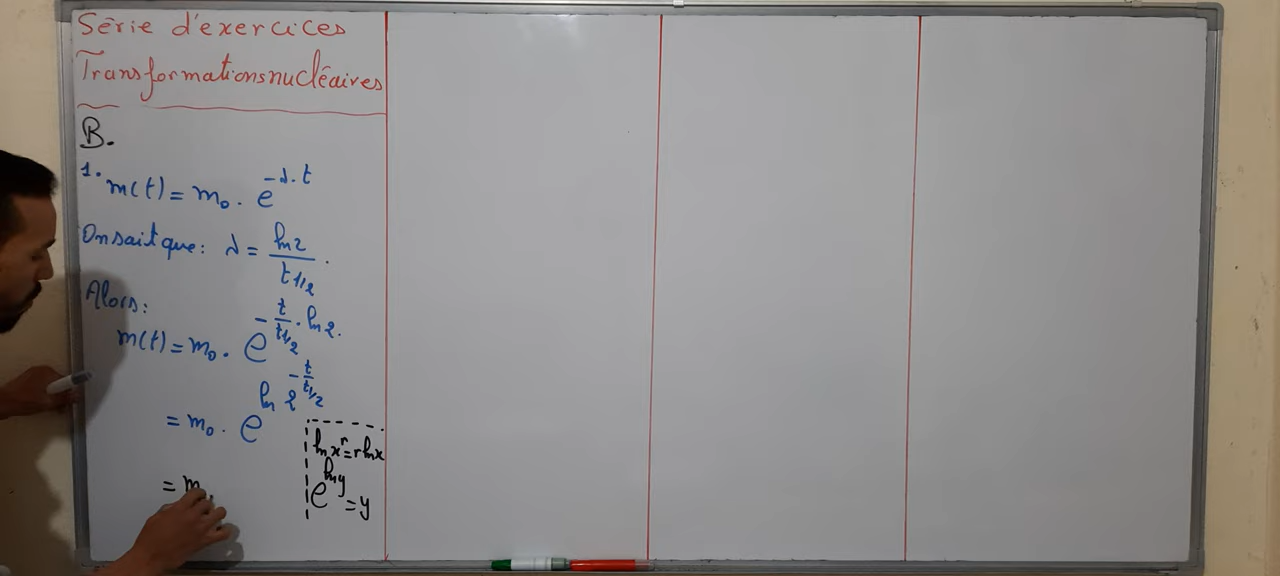 Série d'exercices
Transformations nucléaires
B.
1. m(t) = m₀ . e^(-λ.t)
On sait que : λ = ln2 / t1/2 .
Alors :
m(t) = m₀ . e^(-t/t1/2 . ln2.)
= m₀ . e^(ln 2^(-t/t1/2))
ln xʳ = r ln x
e^(ln y) = y
= m